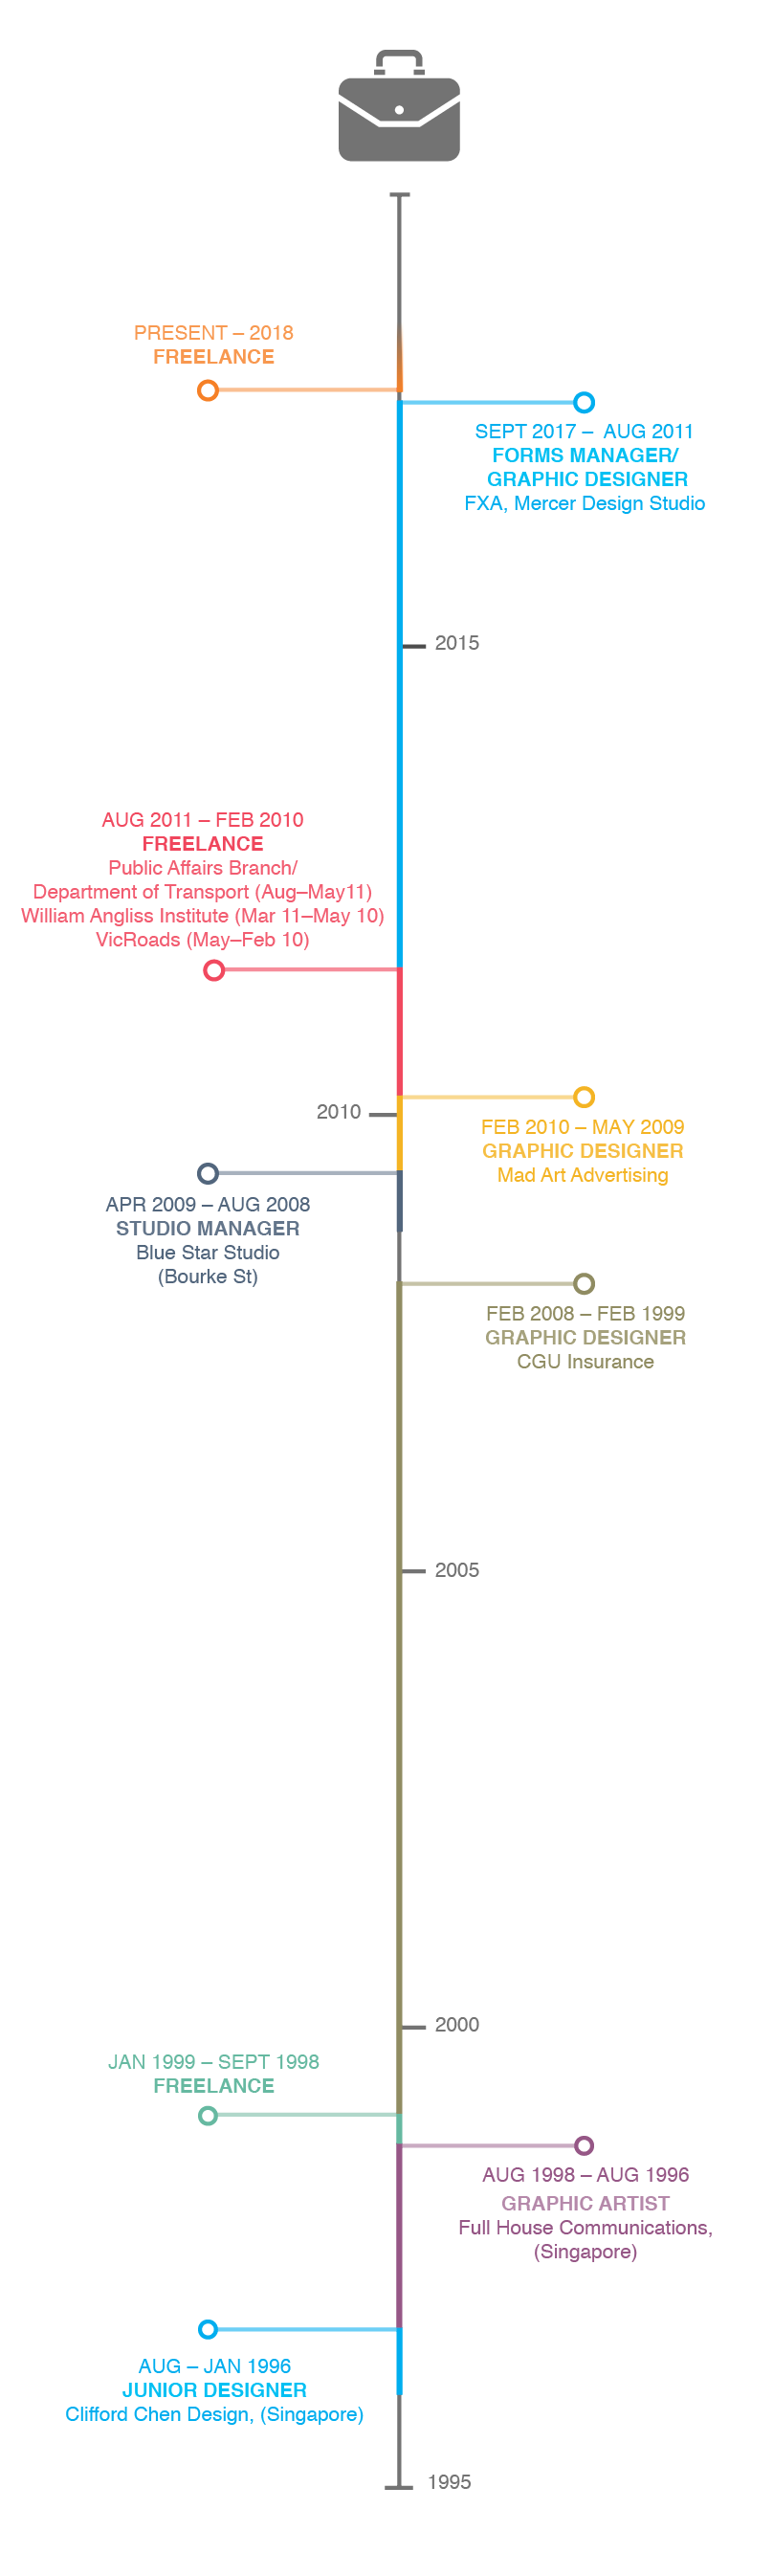 PRESENT – 2018
FREELANCE
SEPT 2017 – AUG 2011
FORMS MANAGER/
GRAPHIC DESIGNER
FXA, Mercer Design Studio
2015
AUG 2011 – FEB 2010
FREELANCE
Public Affairs Branch/
Department of Transport (Aug–May11)
William Angliss Institute (Mar 11–May 10)
VicRoads (May–Feb 10)
2010
FEB 2010 – MAY 2009
GRAPHIC DESIGNER
Mad Art Advertising
APR 2009 – AUG 2008
STUDIO MANAGER
Blue Star Studio
(Bourke St)
FEB 2008 – FEB 1999
GRAPHIC DESIGNER
CGU Insurance
2005
2000
JAN 1999 – SEPT 1998
FREELANCE
AUG 1998 – AUG 1996
GRAPHIC ARTIST
Full House Communications,
(Singapore)
AUG – JAN 1996
JUNIOR DESIGNER
Clifford Chen Design, (Singapore)
1995